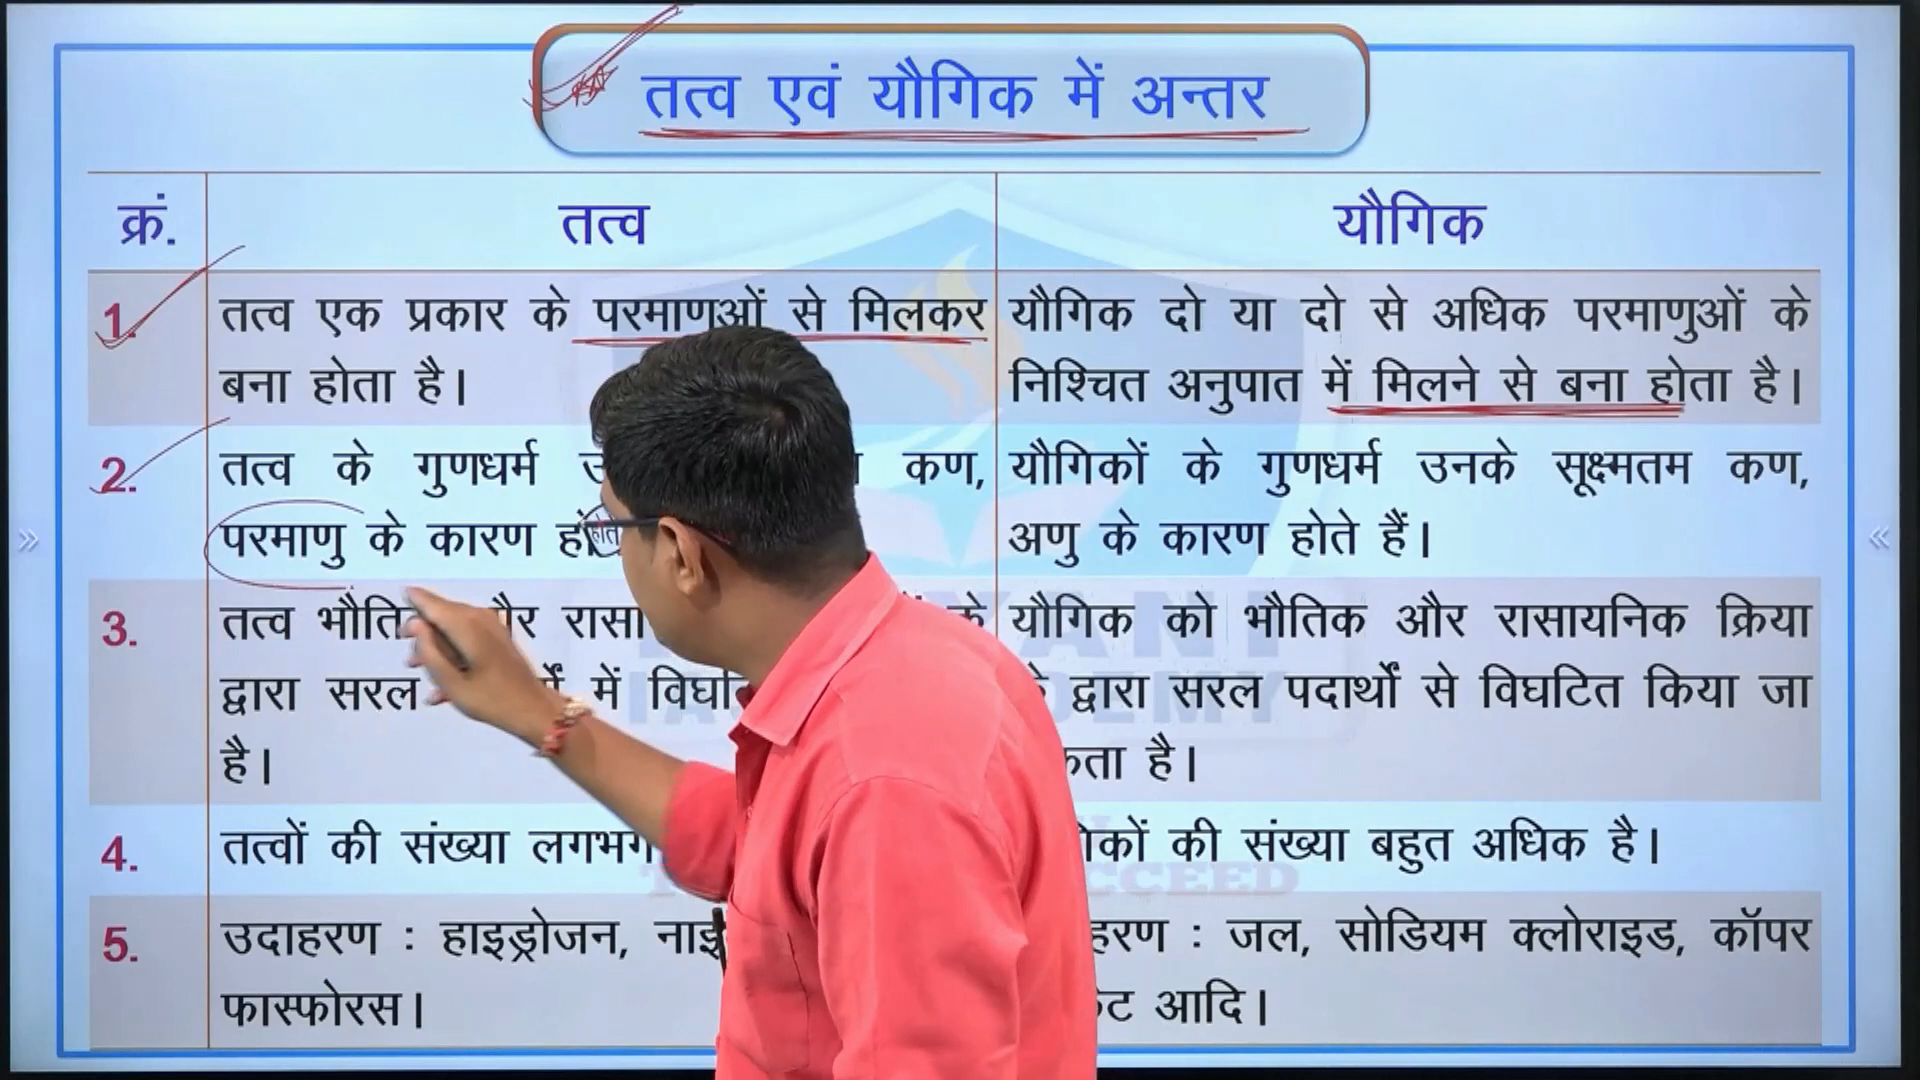 तत्व एवं यौगिक में अन्तर
क्रं. तत्व यौगिक
1. तत्व एक प्रकार के परमाणुओं से मिलकर
बना होता है।
यौगिक दो या दो से अधिक परमाणुओं के
निश्चित अनुपात में मिलने से बना होता है।
2. तत्व के गुणधर्म कण,
परमाणु के कारण
यौगिकों के गुणधर्म उनके सूक्ष्मतम कण,
अणु के कारण होते हैं।
3. तत्व
द्वारा सरल में
है।
यौगिक को भौतिक और रासायनिक क्रिया
द्वारा सरल पदार्थों से विघटित किया जा
है।
4. तत्वों की संख्या लगभग
की संख्या बहुत अधिक है।
5. उदाहरण : हाइड्रोजन,
फास्फोरस।
: जल, सोडियम क्लोराइड, कॉपर
आदि।